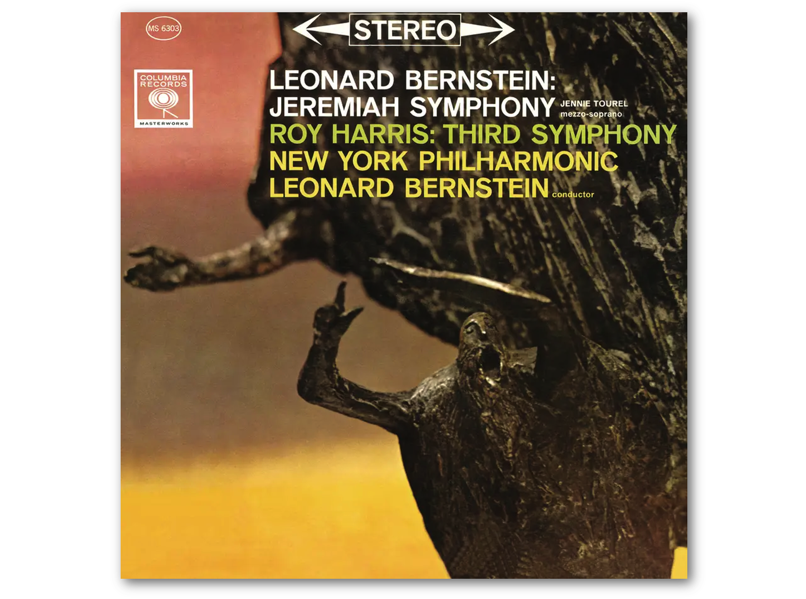 MS 6303
STEREO
COLUMBIA
RECORDS
MASTERWORKS
LEONARD BERNSTEIN:
JEREMIAH SYMPHONY JENNIE TOUREL
mezzo-soprano
ROY HARRIS: THIRD SYMPHONY
NEW YORK PHILHARMONIC
LEONARD BERNSTEIN conductor